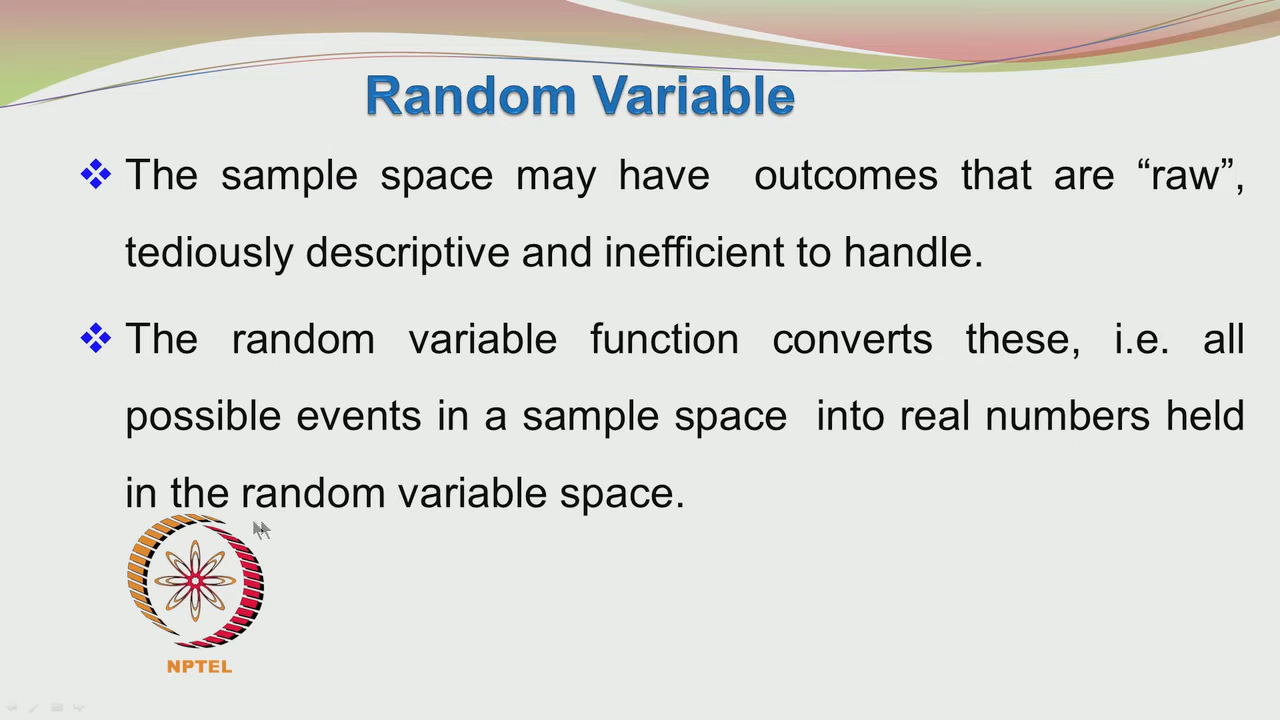 Random Variable
The sample space may have outcomes that are “raw”,
tediously descriptive and inefficient to handle.
The random variable function converts these, i.e. all
possible events in a sample space into real numbers held
in the random variable space.
NPTEL